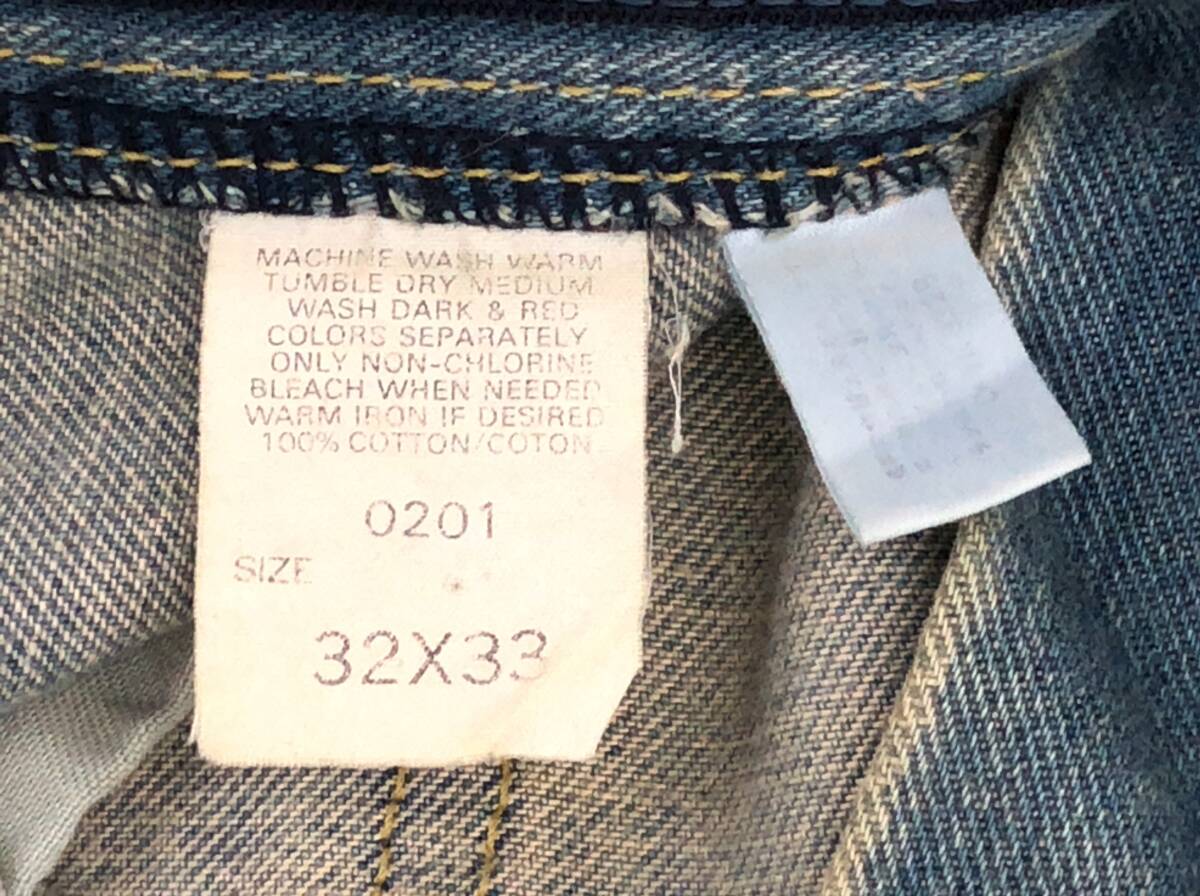 MACHINE WASH WARM
TUMBLE DRY MEDIUM
WASH DARK & RED
COLORS SEPARATELY
ONLY NON-CHLORINE
BLEACH WHEN NEEDED
WARM IRON IF DESIRED
100% COTTON/COTON
0201
SIZE
32X33